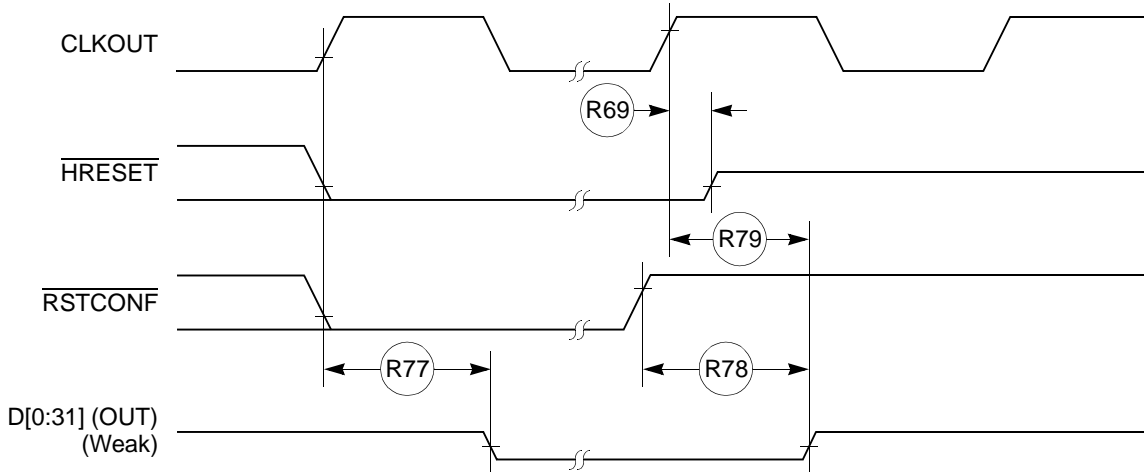 CLKOUT
R69
HRESET
R79
RSTCONF
R77
R78
D[0:31] (OUT)
(Weak)